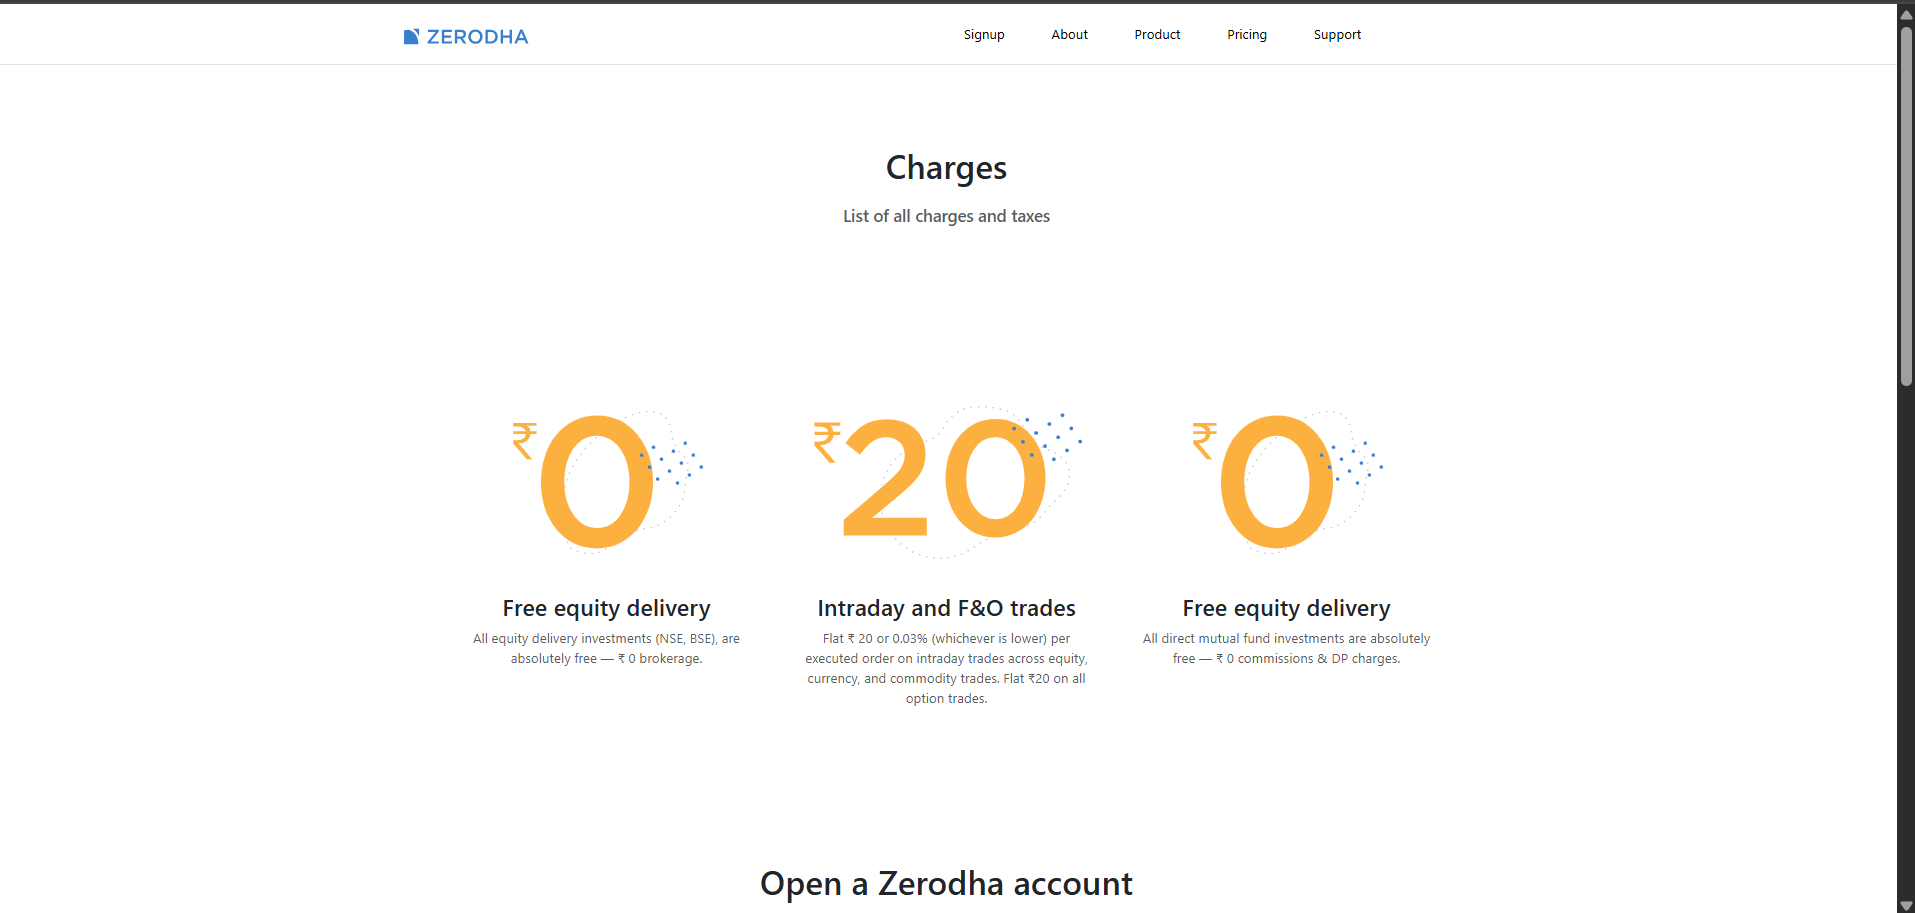 ZERODHA
Signup About Product Pricing Support
Charges
List of all charges and taxes
₹0
₹20
₹0
Free equity delivery
All equity delivery investments (NSE, BSE), are
absolutely free — ₹ 0 brokerage.
Intraday and F&O trades
Flat ₹ 20 or 0.03% (whichever is lower) per
executed order on intraday trades across equity,
currency, and commodity trades. Flat ₹20 on all
option trades.
Free equity delivery
All direct mutual fund investments are absolutely
free — ₹ 0 commissions & DP charges.
Open a Zerodha account